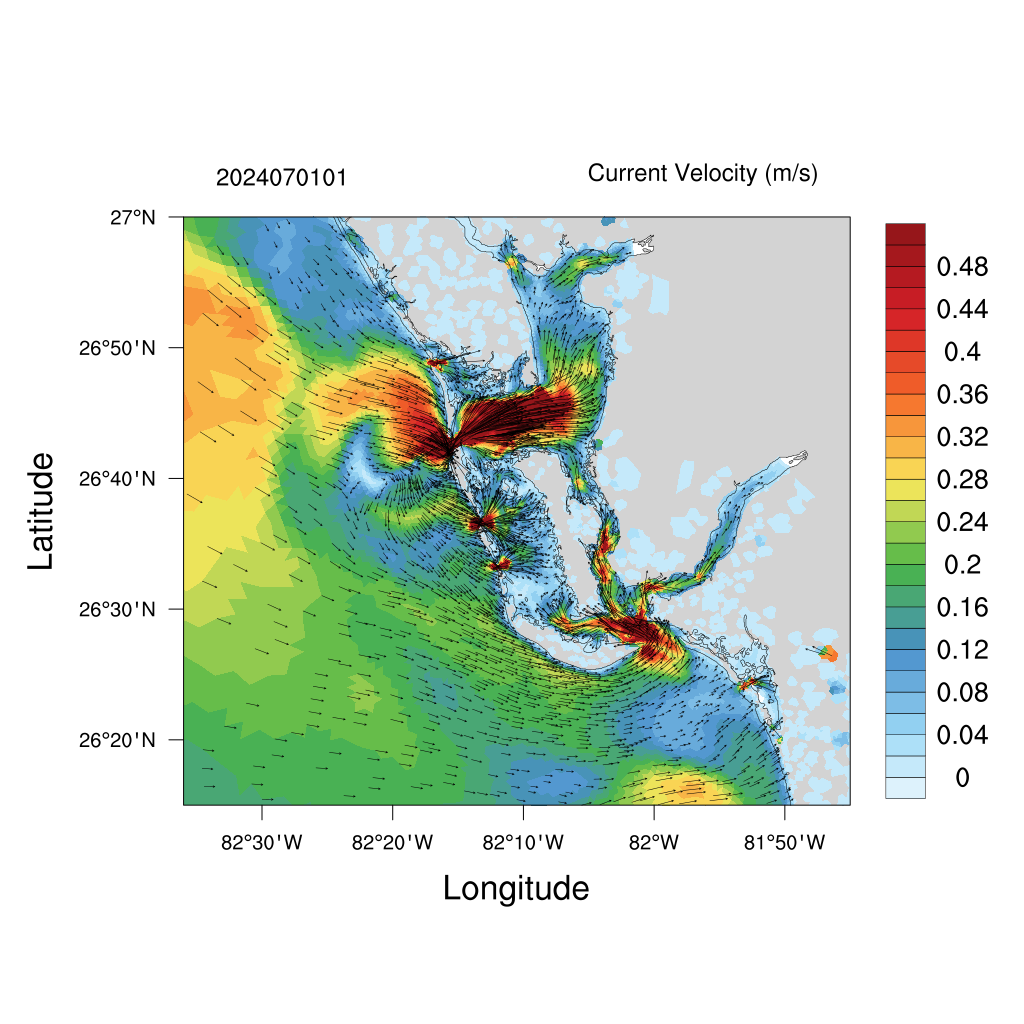 2024070101
Current Velocity (m/s)
27°N
26°50'N
26°40'N
26°30'N
26°20'N
Latitude
82°30'W
82°20'W
82°10'W
82°W
81°50'W
Longitude
0.48
0.44
0.4
0.36
0.32
0.28
0.24
0.2
0.16
0.12
0.08
0.04
0